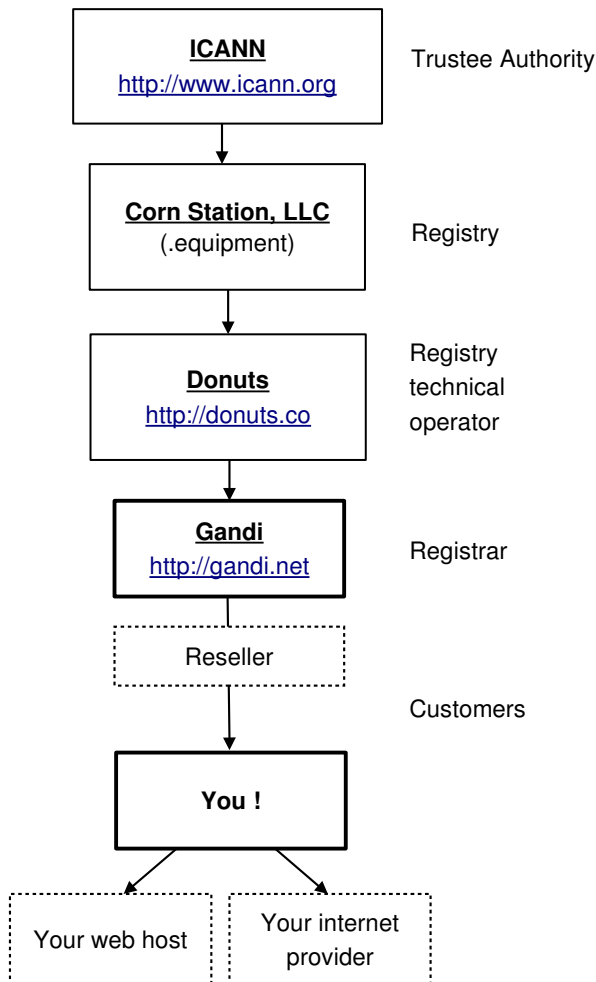 ICANN
http://www.icann.org
Trustee Authority
Corn Station, LLC
(.equipment)
Registry
Donuts
http://donuts.co
Registry
technical
operator
Gandi
http://gandi.net
Registrar
Reseller
Customers
You !
Your web host
Your internet
provider